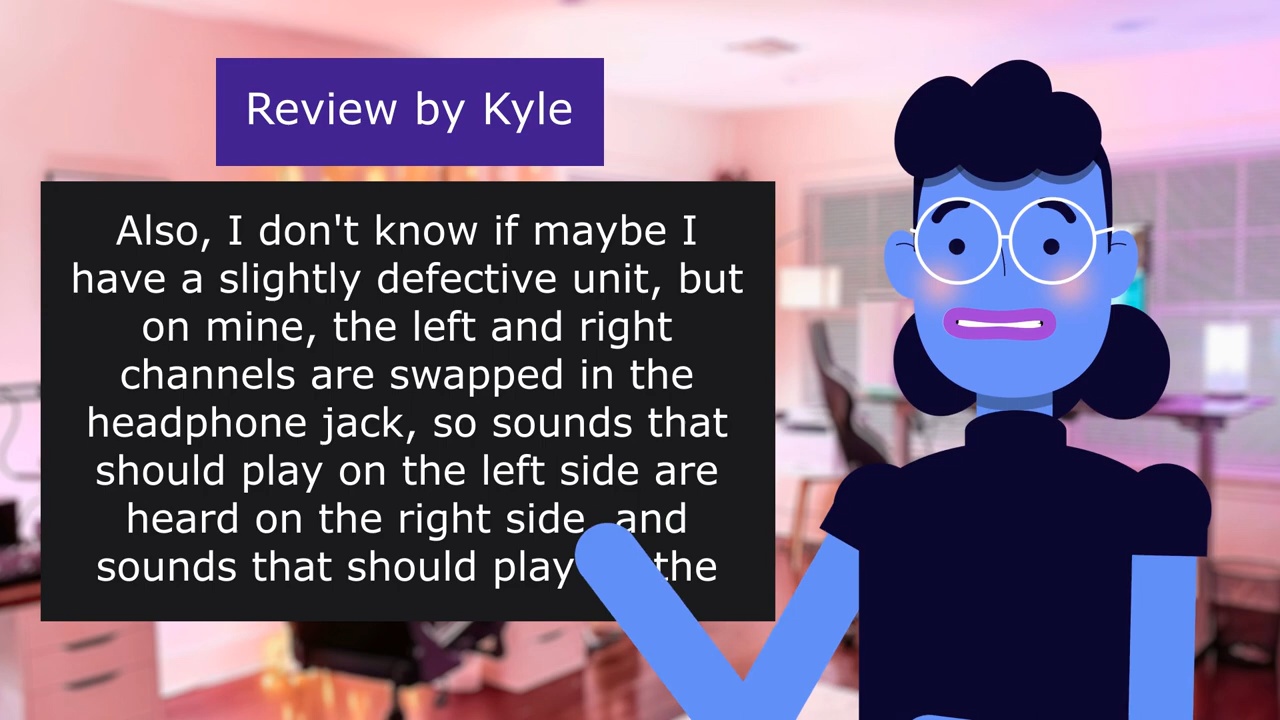 Review by Kyle
Also, I don't know if maybe I
have a slightly defective unit, but
on mine, the left and right
channels are swapped in the
headphone jack, so sounds that
should play on the left side are
heard on the right side  and
sounds that should play the